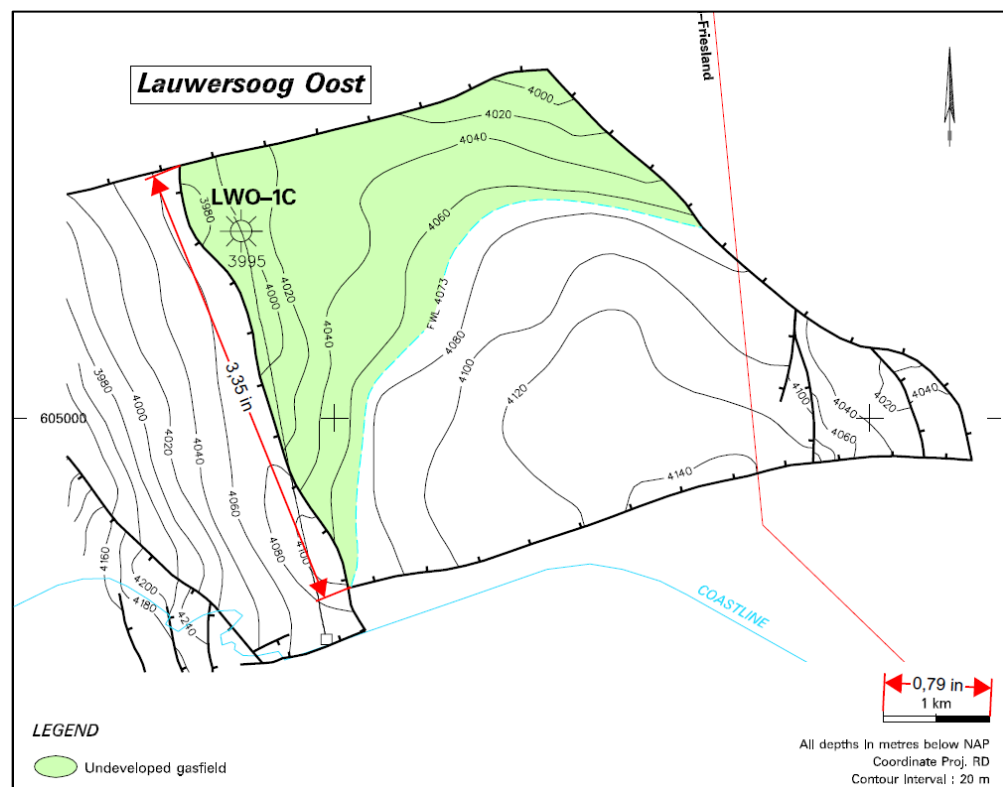 –Friesland
Lauwersoog Oost
4000
4020
4040
LWO–1C
3980
4060
3995
4020
4000
FWL 4073
4040
4080
3,35 in
4100
3980
4120
4000
4100
4020
4040
605000
4020
4040
4040
4060
4060
4140
4080
4100
4160
4200
4180
4240
COASTLINE
0,79 in
1 km
LEGEND
Undeveloped gasfield
All depths in metres below NAP
Coordinate Proj. RD
Contour Interval : 20 m